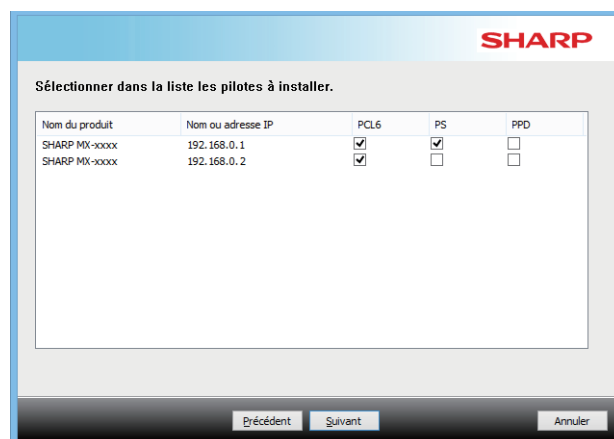 SHARP
Sélectionner dans la liste les pilotes à installer.
Nom du produit Nom ou adresse IP PCL6 PS PPD
SHARP MX-xxxx 192.168.0.1
SHARP MX-xxxx 192.168.0.2
Précédent Suivant Annuler